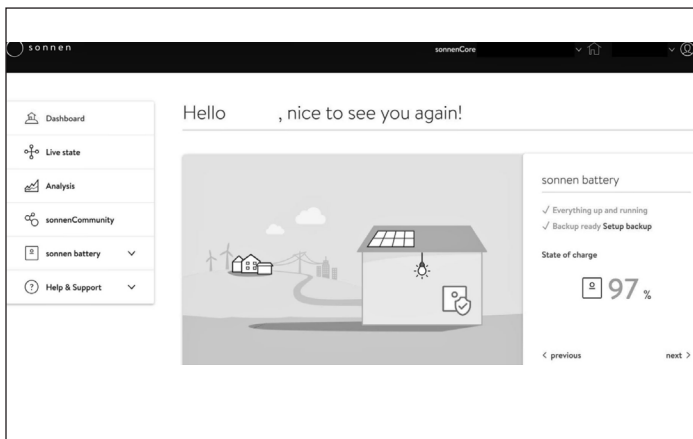 sonnen
sonnenCore
Dashboard
Live state
Analysis
sonnenCommunity
sonnen battery
Help & Support
Hello , nice to see you again!
sonnen battery
✓ Everything up and running
✓ Backup ready Setup backup
State of charge
97 %
< previous next >